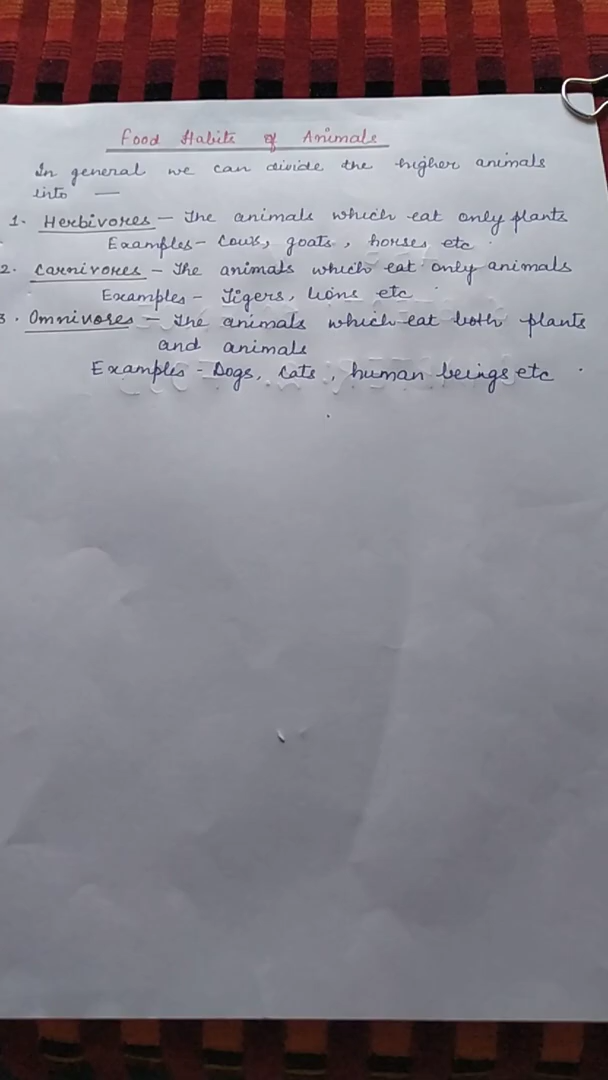 Food Habits of Animals
In general we can divide the higher animals
into —
1. Herbivores — The animals which eat only plants
Examples - Cows, goats, horses etc
2. Carnivores — The animals which eat only animals
Examples - Tigers, lions etc
3. Omnivores — The animals which eat both plants
and animals
Examples - Dogs, Cats, human beings etc.